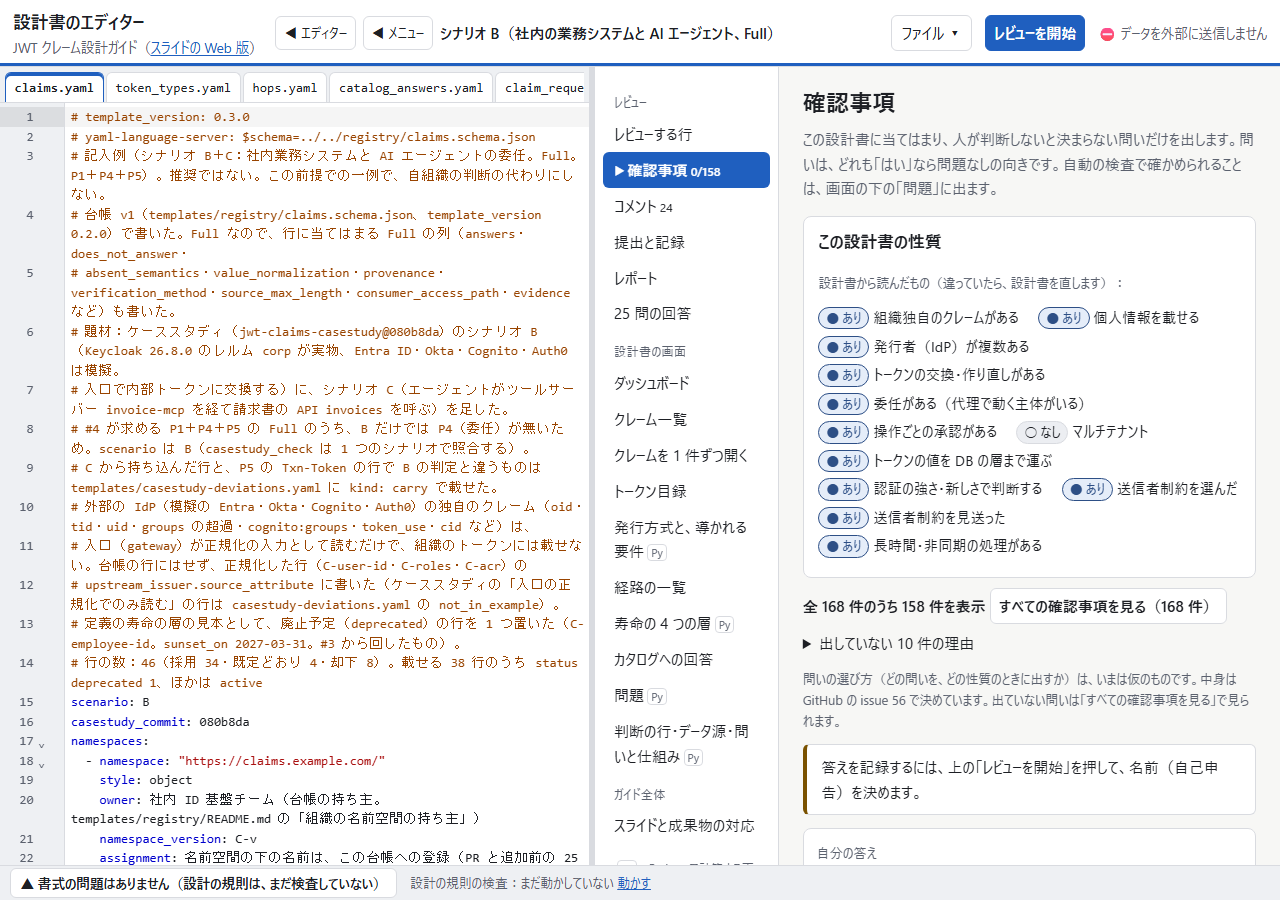 設計書のエディター
JWT クレーム設計ガイド（スライドの Web 版）
◀ エディター
◀ メニュー
シナリオ B（社内の業務システムと AI エージェント、Full）
ファイル ▼
レビューを開始
⛔ データを外部に送信しません
claims.yaml
token_types.yaml
hops.yaml
catalog_answers.yaml
claim_reque
1 # template_version: 0.3.0
2 # yaml-language-server: $schema=../../registry/claims.schema.json
3 # 記入例（シナリオ B＋C：社内業務システムと AI エージェントの委任。Full。
P1＋P4＋P5）。推奨ではない。この前提での一例で、自組織の判断の代わりにし
ない。
4 # 台帳 v1（templates/registry/claims.schema.json、template_version
0.2.0）で書いた。Full なので、行に当てはまる Full の列（answers・
does_not_answer・
5 # absent_semantics・value_normalization・provenance・
verification_method・source_max_length・consumer_access_path・evidence
など）も書いた。
6 # 題材：ケーススタディ（jwt-claims-casestudy@080b8da）のシナリオ B
（Keycloak 26.8.0 のレルム corp が実物、Entra ID・Okta・Cognito・Auth0
は模擬。
7 # 入口で内部トークンに交換する）に、シナリオ C（エージェントがツールサー
バー invoice-mcp を経て請求書の API invoices を呼ぶ）を足した。
8 # #4 が求める P1＋P4＋P5 の Full のうち、B だけでは P4（委任）が無いた
め。scenario は B（casestudy_check は 1 つのシナリオで照合する）。
9 # C から持ち込んだ行と、P5 の Txn-Token の行で B の判定と違うものは
templates/casestudy-deviations.yaml に kind: carry で載せた。
10 # 外部の IdP（模擬の Entra・Okta・Cognito・Auth0）の独自のクレーム（oid・
tid・uid・groups の超過・cognito:groups・token_use・cid など）は、
11 # 入口（gateway）が正規化の入力として読むだけで、組織のトークンには載せな
い。台帳の行にはせず、正規化した行（C-user-id・C-roles・C-acr）の
12 # upstream_issuer.source_attribute に書いた（ケーススタディの「入口の正
規化でのみ読む」の行は casestudy-deviations.yaml の not_in_example）。
13 # 定義の寿命の層の見本として、廃止予定（deprecated）の行を 1 つ置いた（C-
employee-id。sunset_on 2027-03-31。#3 から回したもの）。
14 # 行の数：46（採用 34・既定どおり 4・却下 8）。載せる 38 行のうち status
deprecated 1、ほかは active
15 scenario: B
16 casestudy_commit: 080b8da
17 namespaces:
18 - namespace: "https://claims.example.com/"
19 style: object
20 owner: 社内 ID 基盤チーム（台帳の持ち主。
templates/registry/README.md の「組織の名前空間の持ち主」）
21 namespace_version: C-v
22 assignment: 名前空間の下の名前は、この台帳への登録（PR と追加前の 25
レビュー
レビューする行
▶ 確認事項 0/158
コメント 24
提出と記録
レポート
25 問の回答
設計書の画面
ダッシュボード
クレーム一覧
クレームを 1 件ずつ開く
トークン目録
発行方式と、導かれる
要件 Py
経路の一覧
寿命の 4 つの層 Py
カタログへの回答
問題 Py
判断の行・データ源・問
いと仕組み Py
ガイド全体
スライドと成果物の対応
確認事項
この設計書に当てはまり、人が判断しないと決まらない問いだけを出します。問
いは、どれも「はい」なら問題なしの向きです。自動の検査で確かめられること
は、画面の下の「問題」に出ます。
この設計書の性質
設計書から読んだもの（違っていたら、設計書を直します）：
● あり 組織独自のクレームがある ● あり 個人情報を載せる
● あり 発行者（IdP）が複数ある
● あり トークンの交換・作り直しがある
● あり 委任がある（代理で動く主体がいる）
● あり 操作ごとの承認がある ○ なし マルチテナント
● あり トークンの値を DB の層まで運ぶ
● あり 認証の強さ・新しさで判断する ● あり 送信者制約を選んだ
● あり 送信者制約を見送った
● あり 長時間・非同期の処理がある
全 168 件のうち 158 件を表示 すべての確認事項を見る（168 件）
▶ 出していない 10 件の理由
問いの選び方（どの問いを、どの性質のときに出すか）は、いまは仮のものです。中身は
GitHub の issue 56 で決めています。出ていない問いは「すべての確認事項を見る」で見ら
れます。
答えを記録するには、上の「レビューを開始」を押して、名前（自己申
告）を決めます。
自分の答え
▲ 書式の問題はありません（設計の規則は、まだ検査していない）
設計の規則の検査：まだ動かしていない 動かす